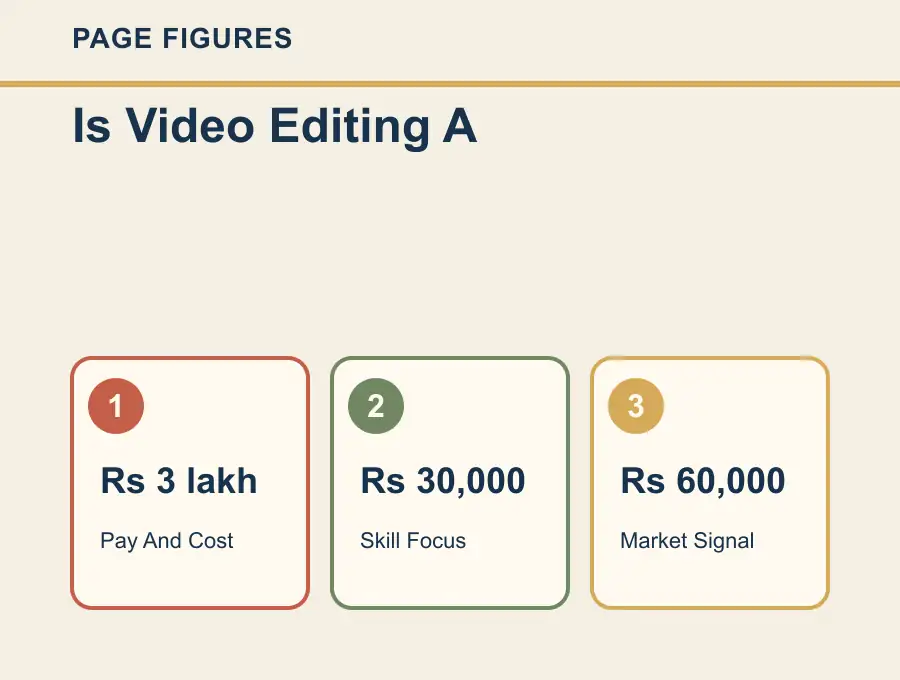 PAGE FIGURES
Is Video Editing A
1
Rs 3 lakh
Pay And Cost
2
Rs 30,000
Skill Focus
3
Rs 60,000
Market Signal